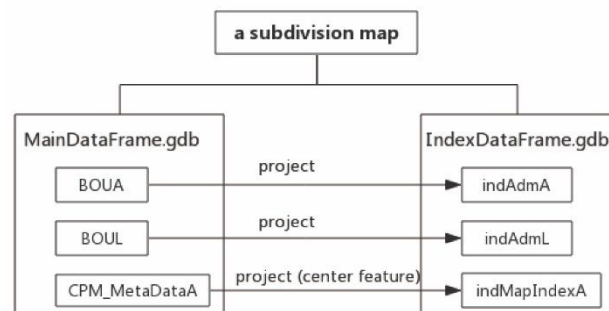 a subdivision map
MainDataFrame.gdb
IndexDataFrame.gdb
BOUA
project
indAdmA
BOUL
project
indAdmL
CPM_MetaDataA
project (center feature)
indMapIndexA